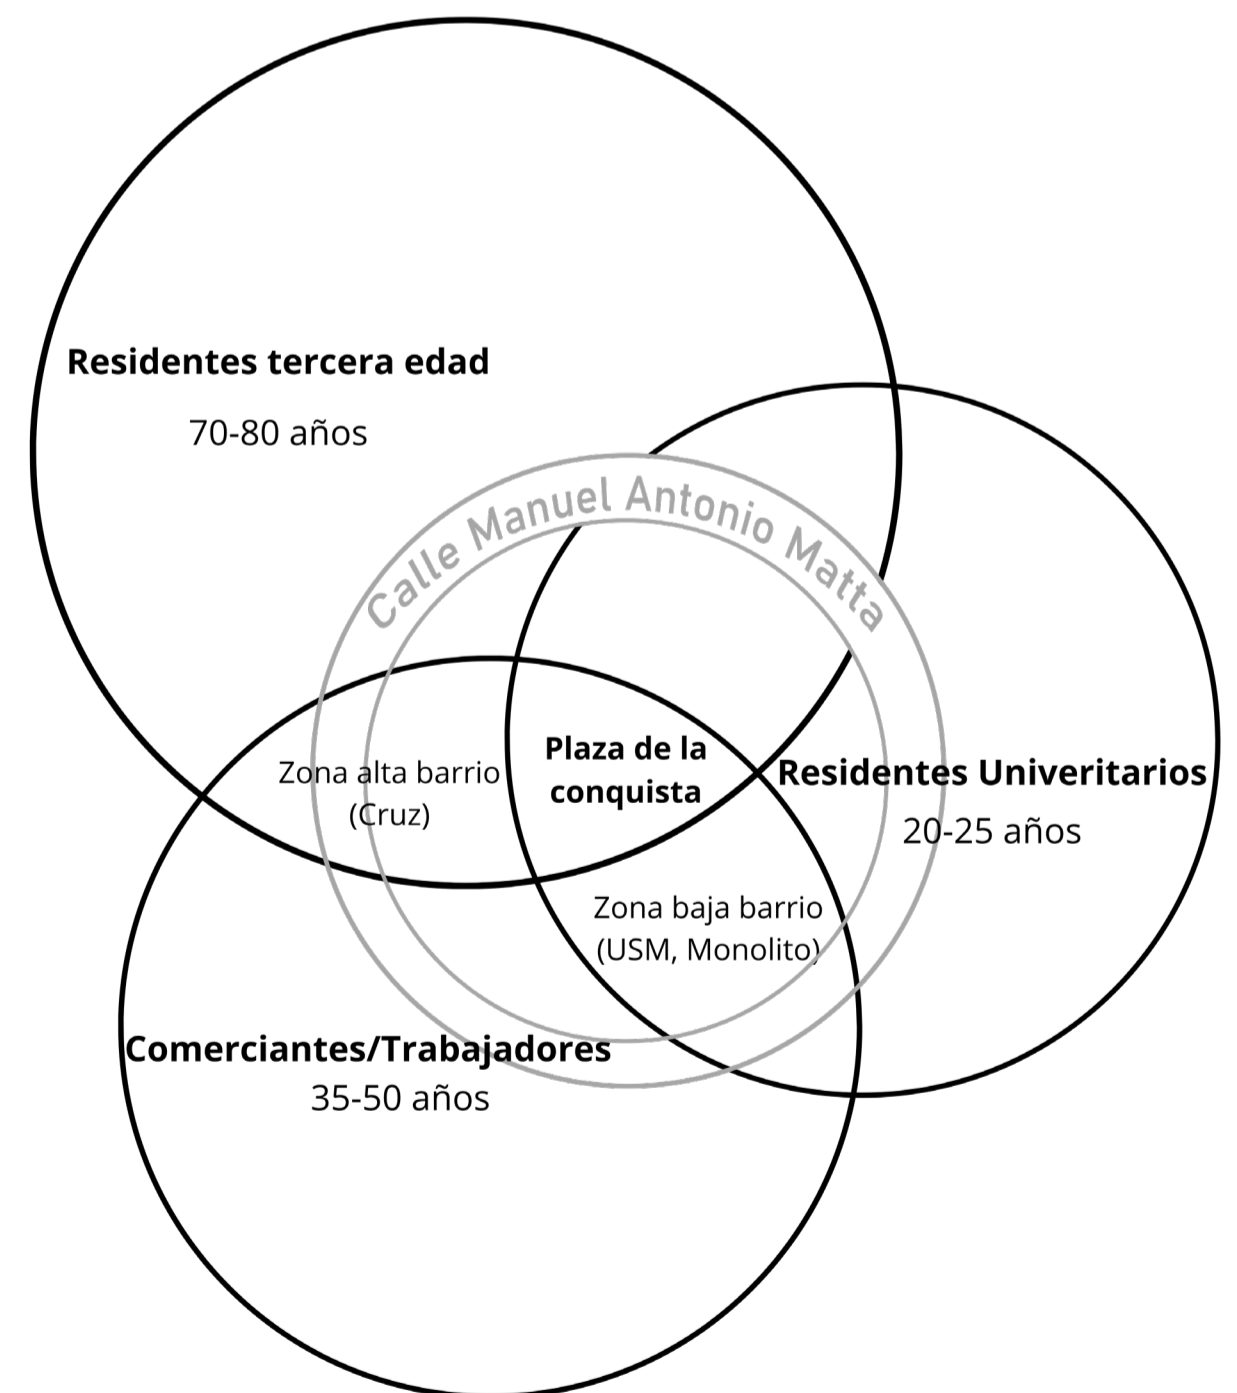 Residentes tercera edad
70-80 años
Calle Manuel Antonio Matta
Zona alta barrio
(Cruz)
Plaza de la
conquista
Residentes Univeritarios
20-25 años
Zona baja barrio
(USM, Monolito)
Comerciantes/Trabajadores
35-50 años